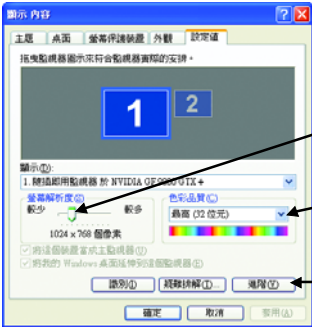 顯示 內容
主題 桌面 螢幕保護裝置 外觀 設定值
拖曳監視器圖示來符合監視器實際的安排。
1 2
顯示(D):
1. 隨插即用監視器 於 NVIDIA GF 9800 GTX +
螢幕解析度(S) 色彩品質(C)
較少 較多 最高 (32 位元)
1024 x 768 個像素
將這個裝置當成主監視器(U)
將我的 Windows 桌面延伸到這個監視器(E)
識別(I) 疑難排解(T)... 進階(V)
確定 取消 套用(A)